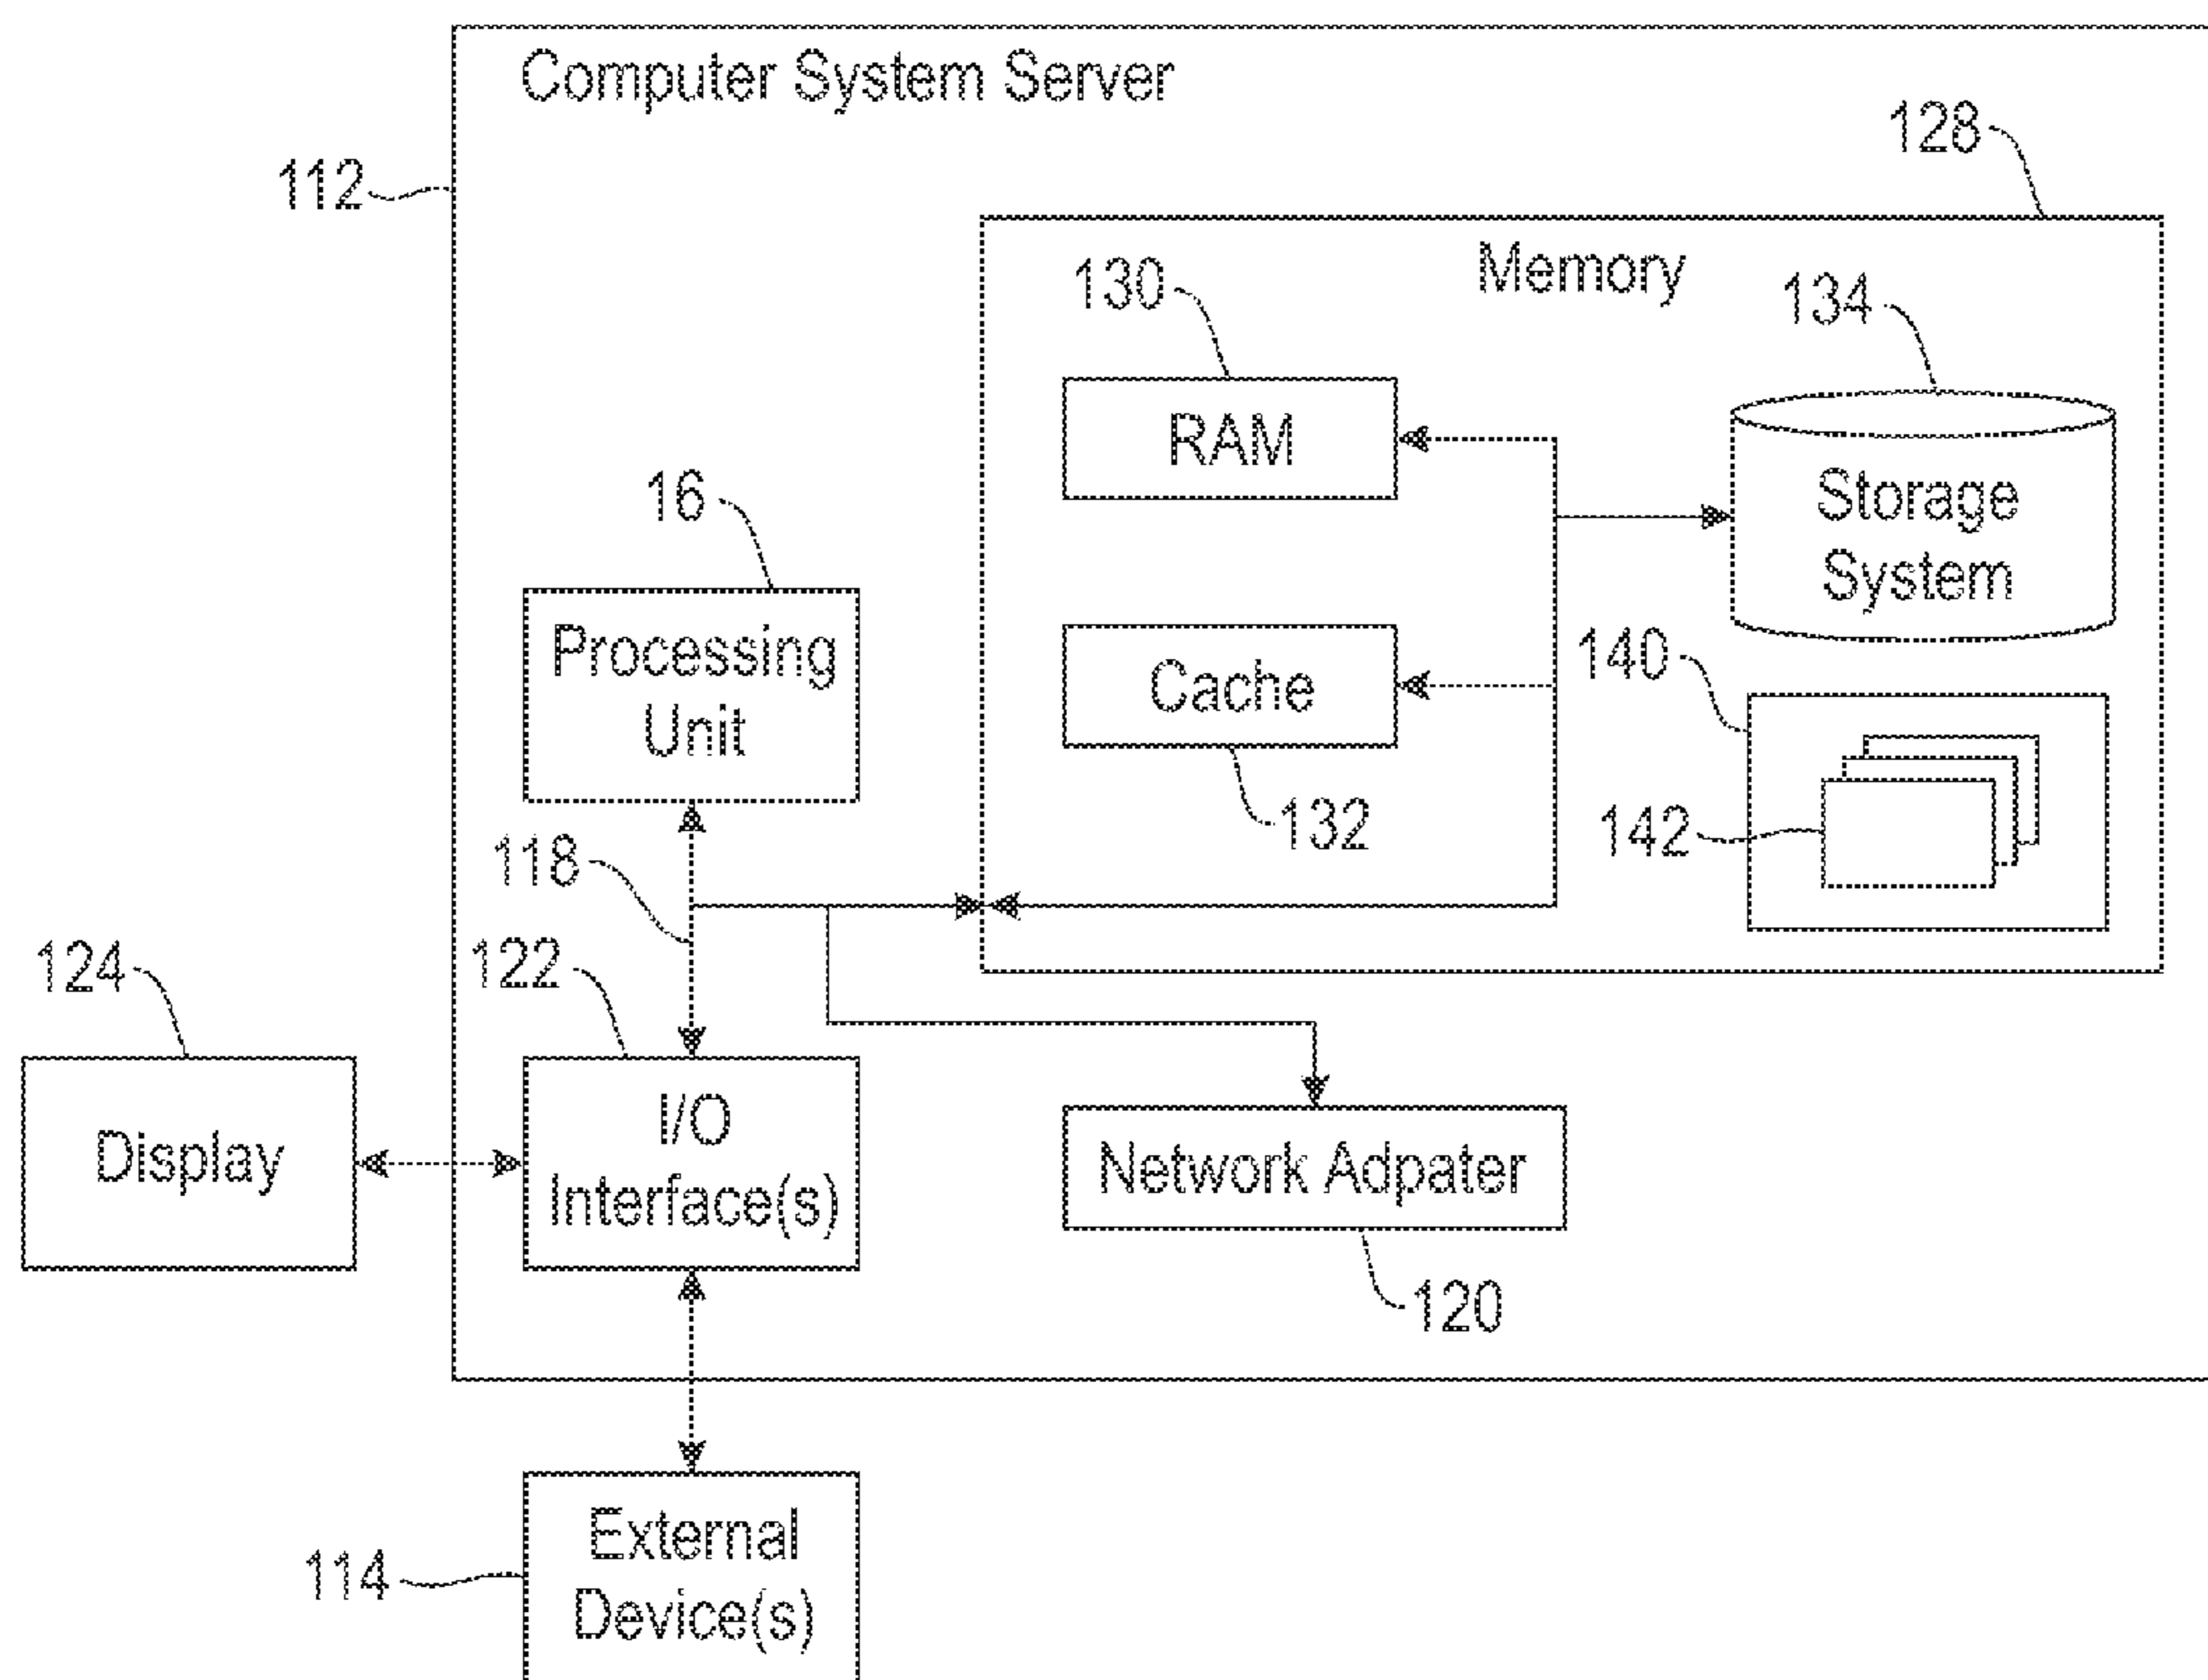 Computer System Server
128
112
Memory
130
134
RAM
Storage
System
16
Processing
Unit
Cache
140
132
142
118
122
124
I/O
Interface(s)
Display
Network Adpater
120
External
Device(s)
114